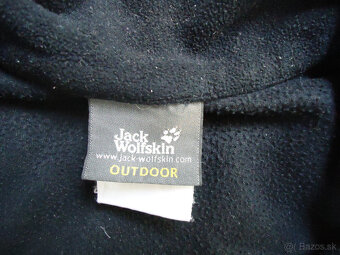 Jack
Wolfskin
www.jack-wolfskin.com
OUTDOOR
© Bazos.sk